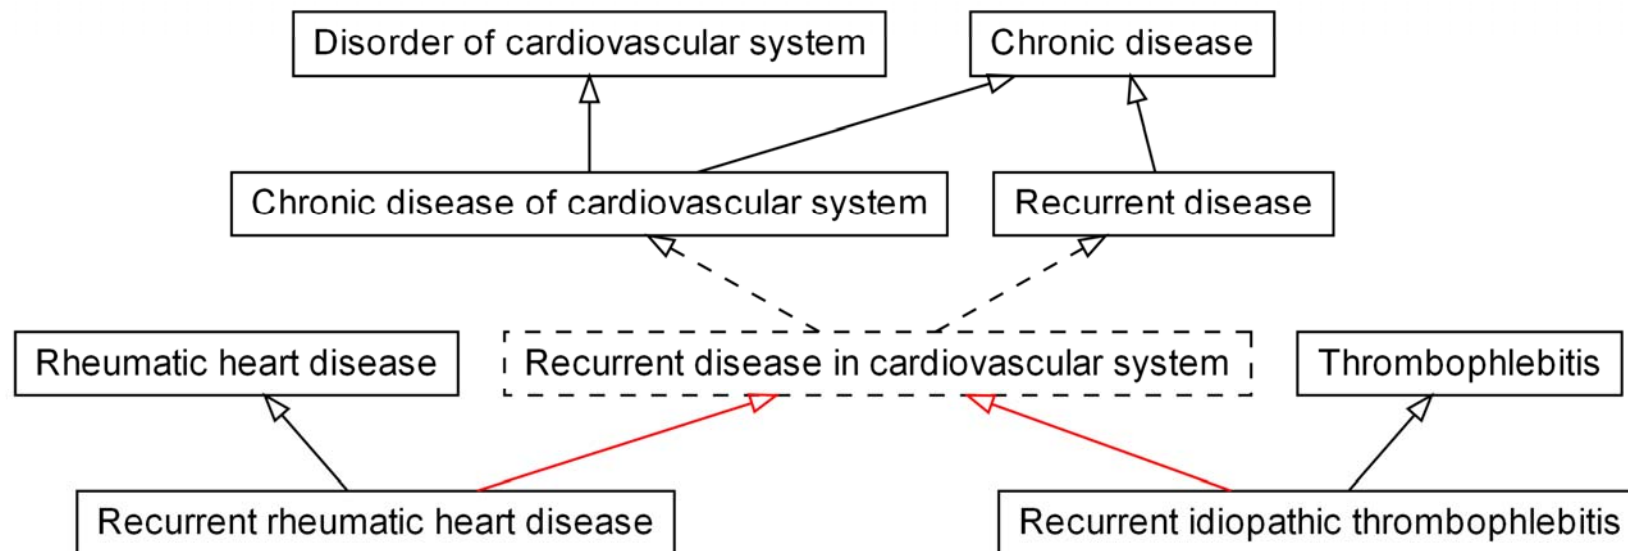 Disorder of cardiovascular system
Chronic disease
Chronic disease of cardiovascular system
Recurrent disease
Rheumatic heart disease
Recurrent disease in cardiovascular system
Thrombophlebitis
Recurrent rheumatic heart disease
Recurrent idiopathic thrombophlebitis